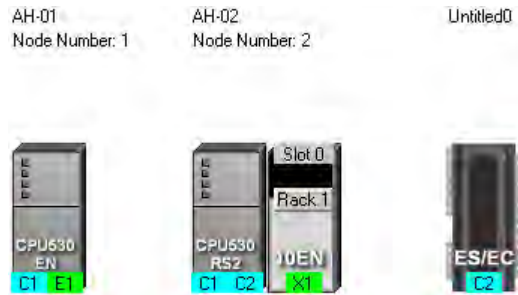 AH-01
Node Number: 1
AH-02
Node Number: 2
Untitled0
Slot 0
Rack 1
CPU530
EN
C1 E1
CPU530
RS2
C1 C2
10EN
X1
ES/EC
C2